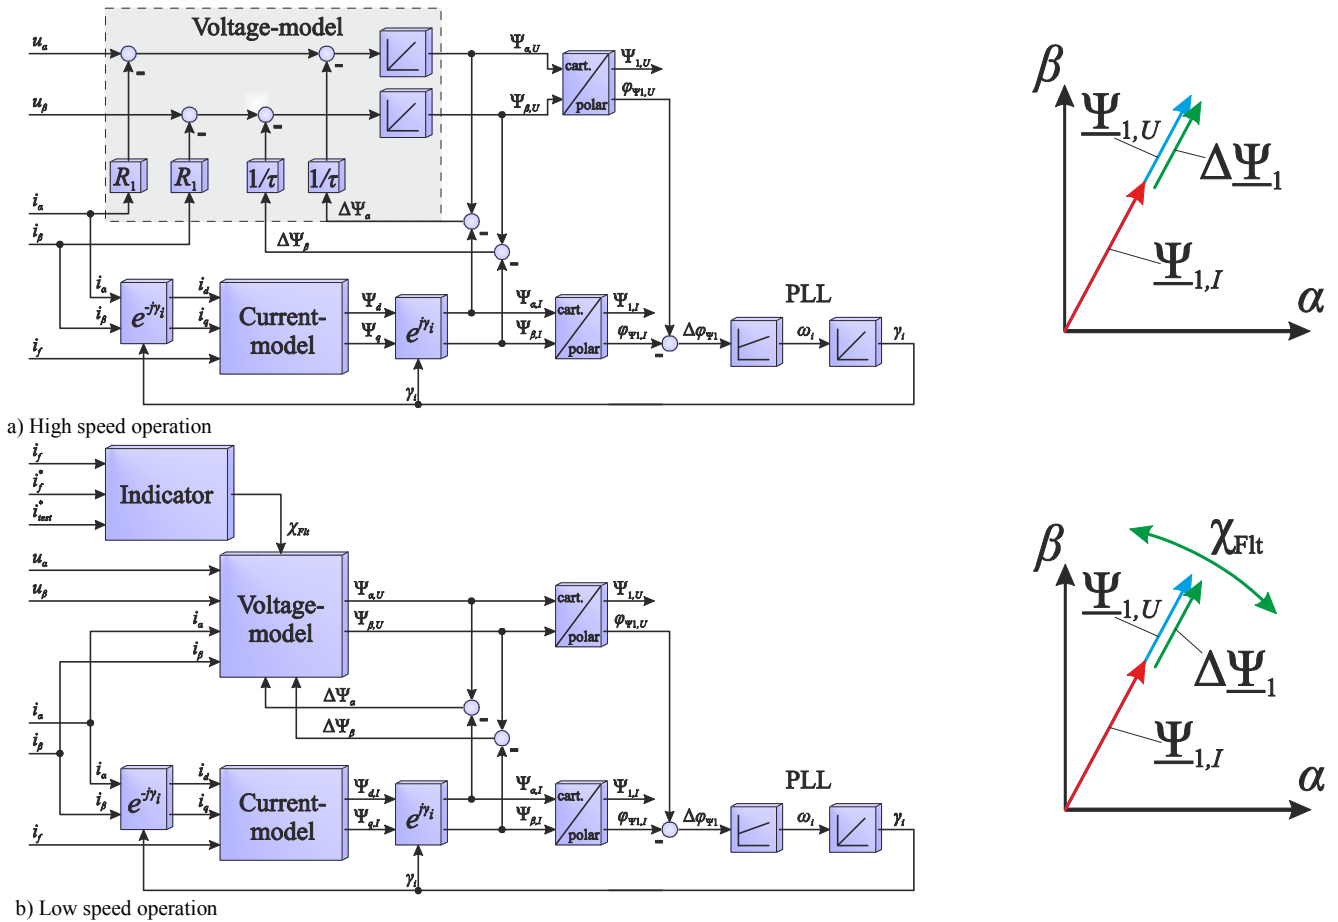 Voltage-model
u_α
Ψ_α,U
Ψ_1,U
cart.
polar
φ_Ψ1,U
u_β
Ψ_β,U
-
-
-
-
R_1
R_1
1/τ
1/τ
i_α
ΔΨ_α
-
i_β
ΔΨ_β
-
i_α
i_β
e^-jγ_i
i_d
i_q
Current-model
Ψ_d
Ψ_q
e^jγ_i
Ψ_α,I
Ψ_β,I
cart.
polar
Ψ_1,I
φ_Ψ1,I
-
Δφ_Ψ1
PLL
ω_i
γ_i
i_f
γ_i
β
Ψ_1,U
ΔΨ_1
Ψ_1,I
α
a) High speed operation
i_f
i_f^*
i_test^*
Indicator
χ_Flt
u_α
u_β
i_α
i_β
Voltage-
model
Ψ_α,U
Ψ_β,U
cart.
polar
Ψ_1,U
φ_Ψ1,U
ΔΨ_α
-
ΔΨ_β
-
i_α
i_β
i_α
i_β
e^-jγ_i
i_d
i_q
Current-
model
Ψ_d,I
Ψ_q,I
e^jγ_i
Ψ_α,I
Ψ_β,I
cart.
polar
Ψ_1,I
φ_Ψ1,I
-
Δφ_Ψ1
PLL
ω_i
γ_i
i_f
γ_i
β
χ_Flt
Ψ_1,U
ΔΨ_1
Ψ_1,I
α
b) Low speed operation